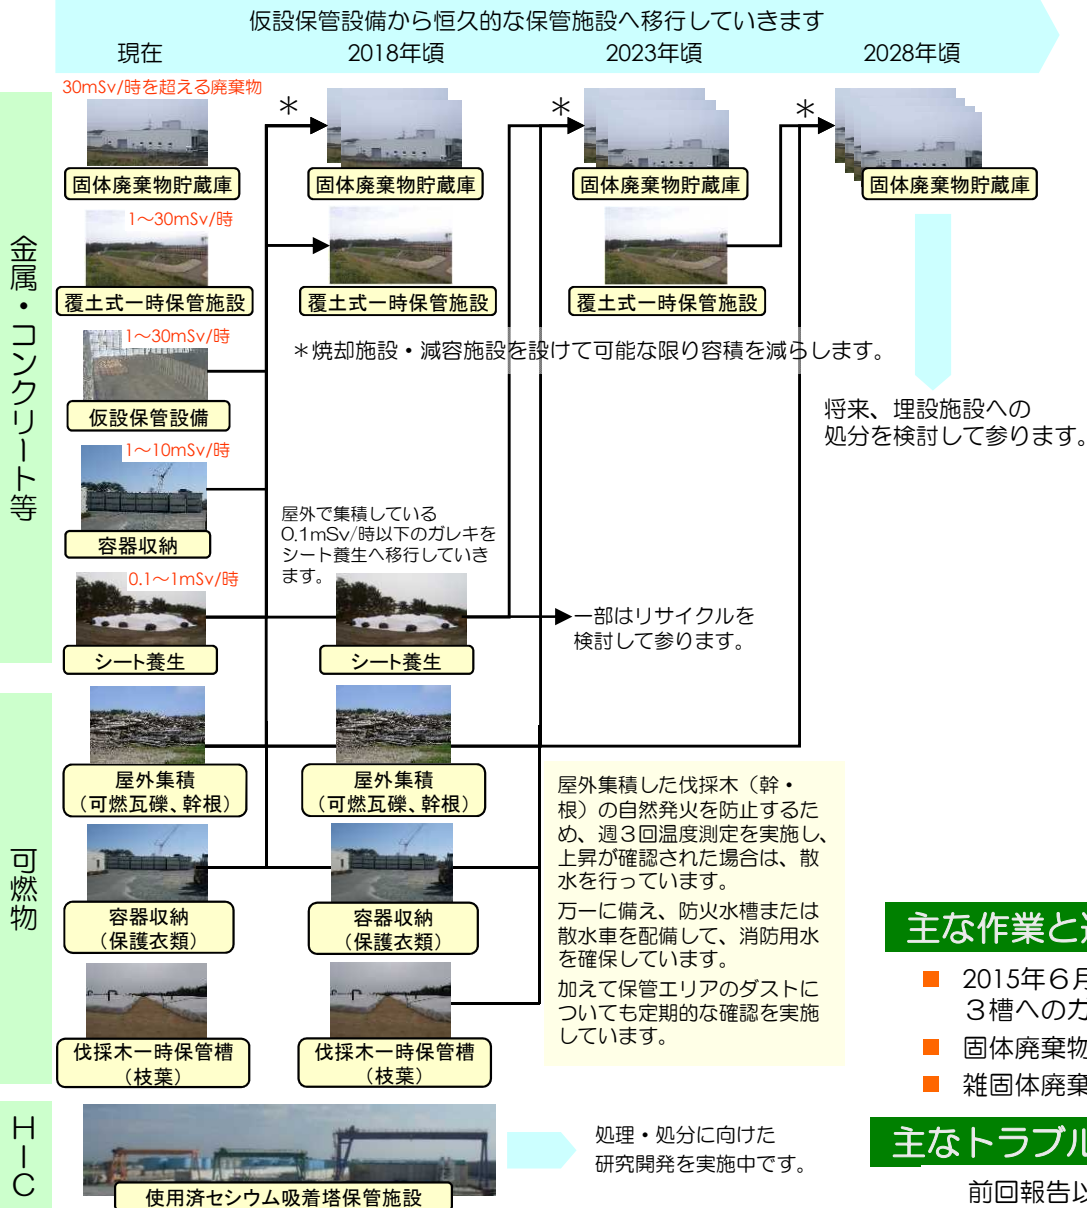 仮設保管設備から恒久的な保管施設へ移行していきます
現在
2018年頃
2023年頃
2028年頃
金属・コンクリート等
30mSv/時を超える廃棄物
＊
＊
＊
固体廃棄物貯蔵庫
固体廃棄物貯蔵庫
固体廃棄物貯蔵庫
固体廃棄物貯蔵庫
1～30mSv/時
覆土式一時保管施設
覆土式一時保管施設
覆土式一時保管施設
1～30mSv/時
＊焼却施設・減容施設を設けて可能な限り容積を減らします。
仮設保管設備
将来、埋設施設への
処分を検討して参ります。
1～10mSv/時
容器収納
屋外で集積している
0.1mSv/時以下のガレキを
シート養生へ移行していき
ます。
0.1～1mSv/時
シート養生
シート養生
一部はリサイクルを
検討して参ります。
可燃物
屋外集積
（可燃瓦礫、幹根）
屋外集積
（可燃瓦礫、幹根）
容器収納
（保護衣類）
容器収納
（保護衣類）
伐採木一時保管槽
（枝葉）
伐採木一時保管槽
（枝葉）
屋外集積した伐採木（幹・
根）の自然発火を防止するた
め、週３回温度測定を実施し、
上昇が確認された場合は、散
水を行っています。
万一に備え、防火水槽または
散水車を配備して、消防用水
を確保しています。
加えて保管エリアのダストに
ついても定期的な確認を実施
しています。
HIC
使用済セシウム吸着塔保管施設
処理・処分に向けた
研究開発を実施中です。
主な作業と
2015年６月
３槽へのガ
固体廃棄物
雑固体廃棄
主なトラブル
前回報告以